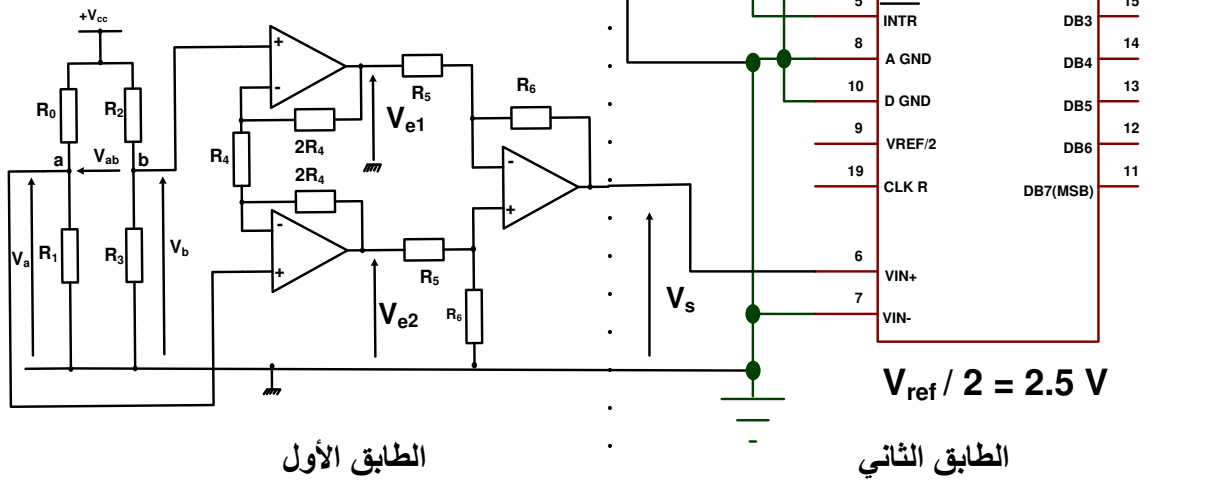 +Vcc
R0
R2
a
Vab
b
Va
R1
R3
Vb
+
-
R4
2R4
2R4
-
+
Ve1
Ve2
R5
R5
R6
-
+
R6
Vs
5
INTR
8
A GND
10
D GND
9
VREF/2
19
CLK R
6
VIN+
7
VIN-
15
DB3
14
DB4
13
DB5
12
DB6
11
DB7(MSB)
Vref / 2 = 2.5 V
الطابق الأول
الطابق الثاني